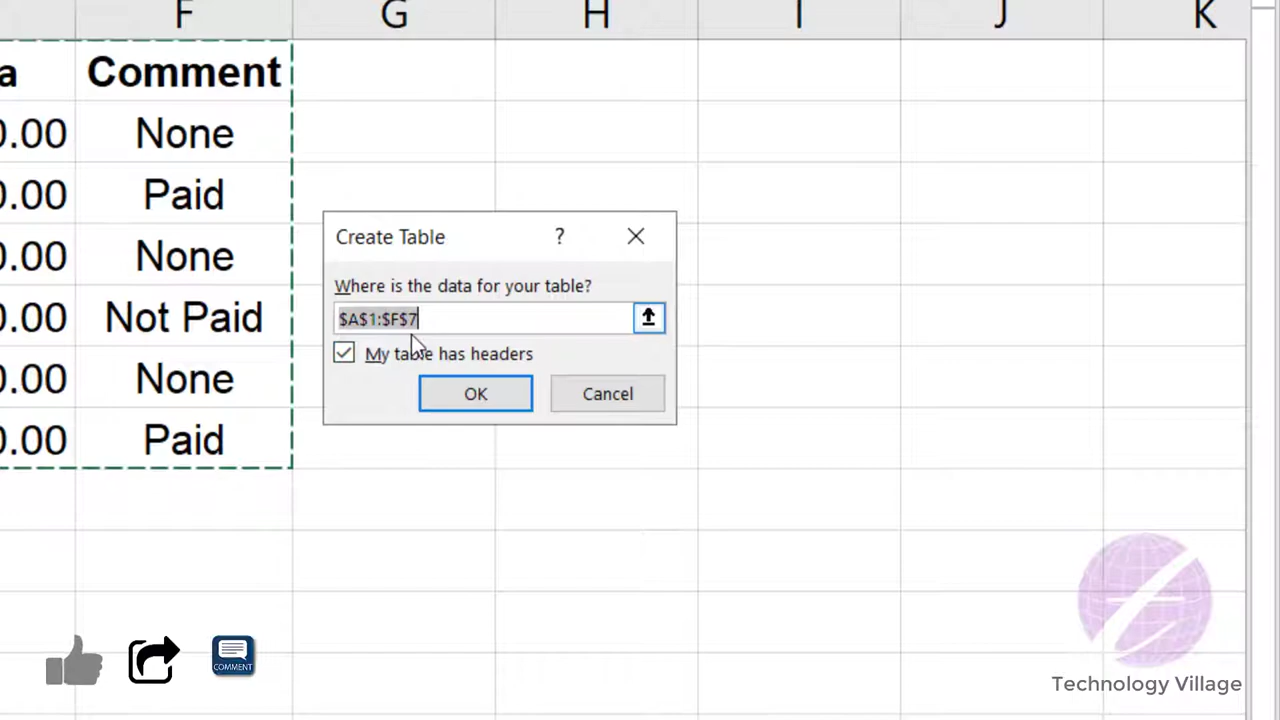 F G H I J K
a Comment
0.00 None
0.00 Paid
0.00 None
0.00 Not Paid
0.00 None
0.00 Paid
Create Table ?
Where is the data for your table?
$A$1:$F$7
My table has headers
OK Cancel
COMMENT
Technology Village